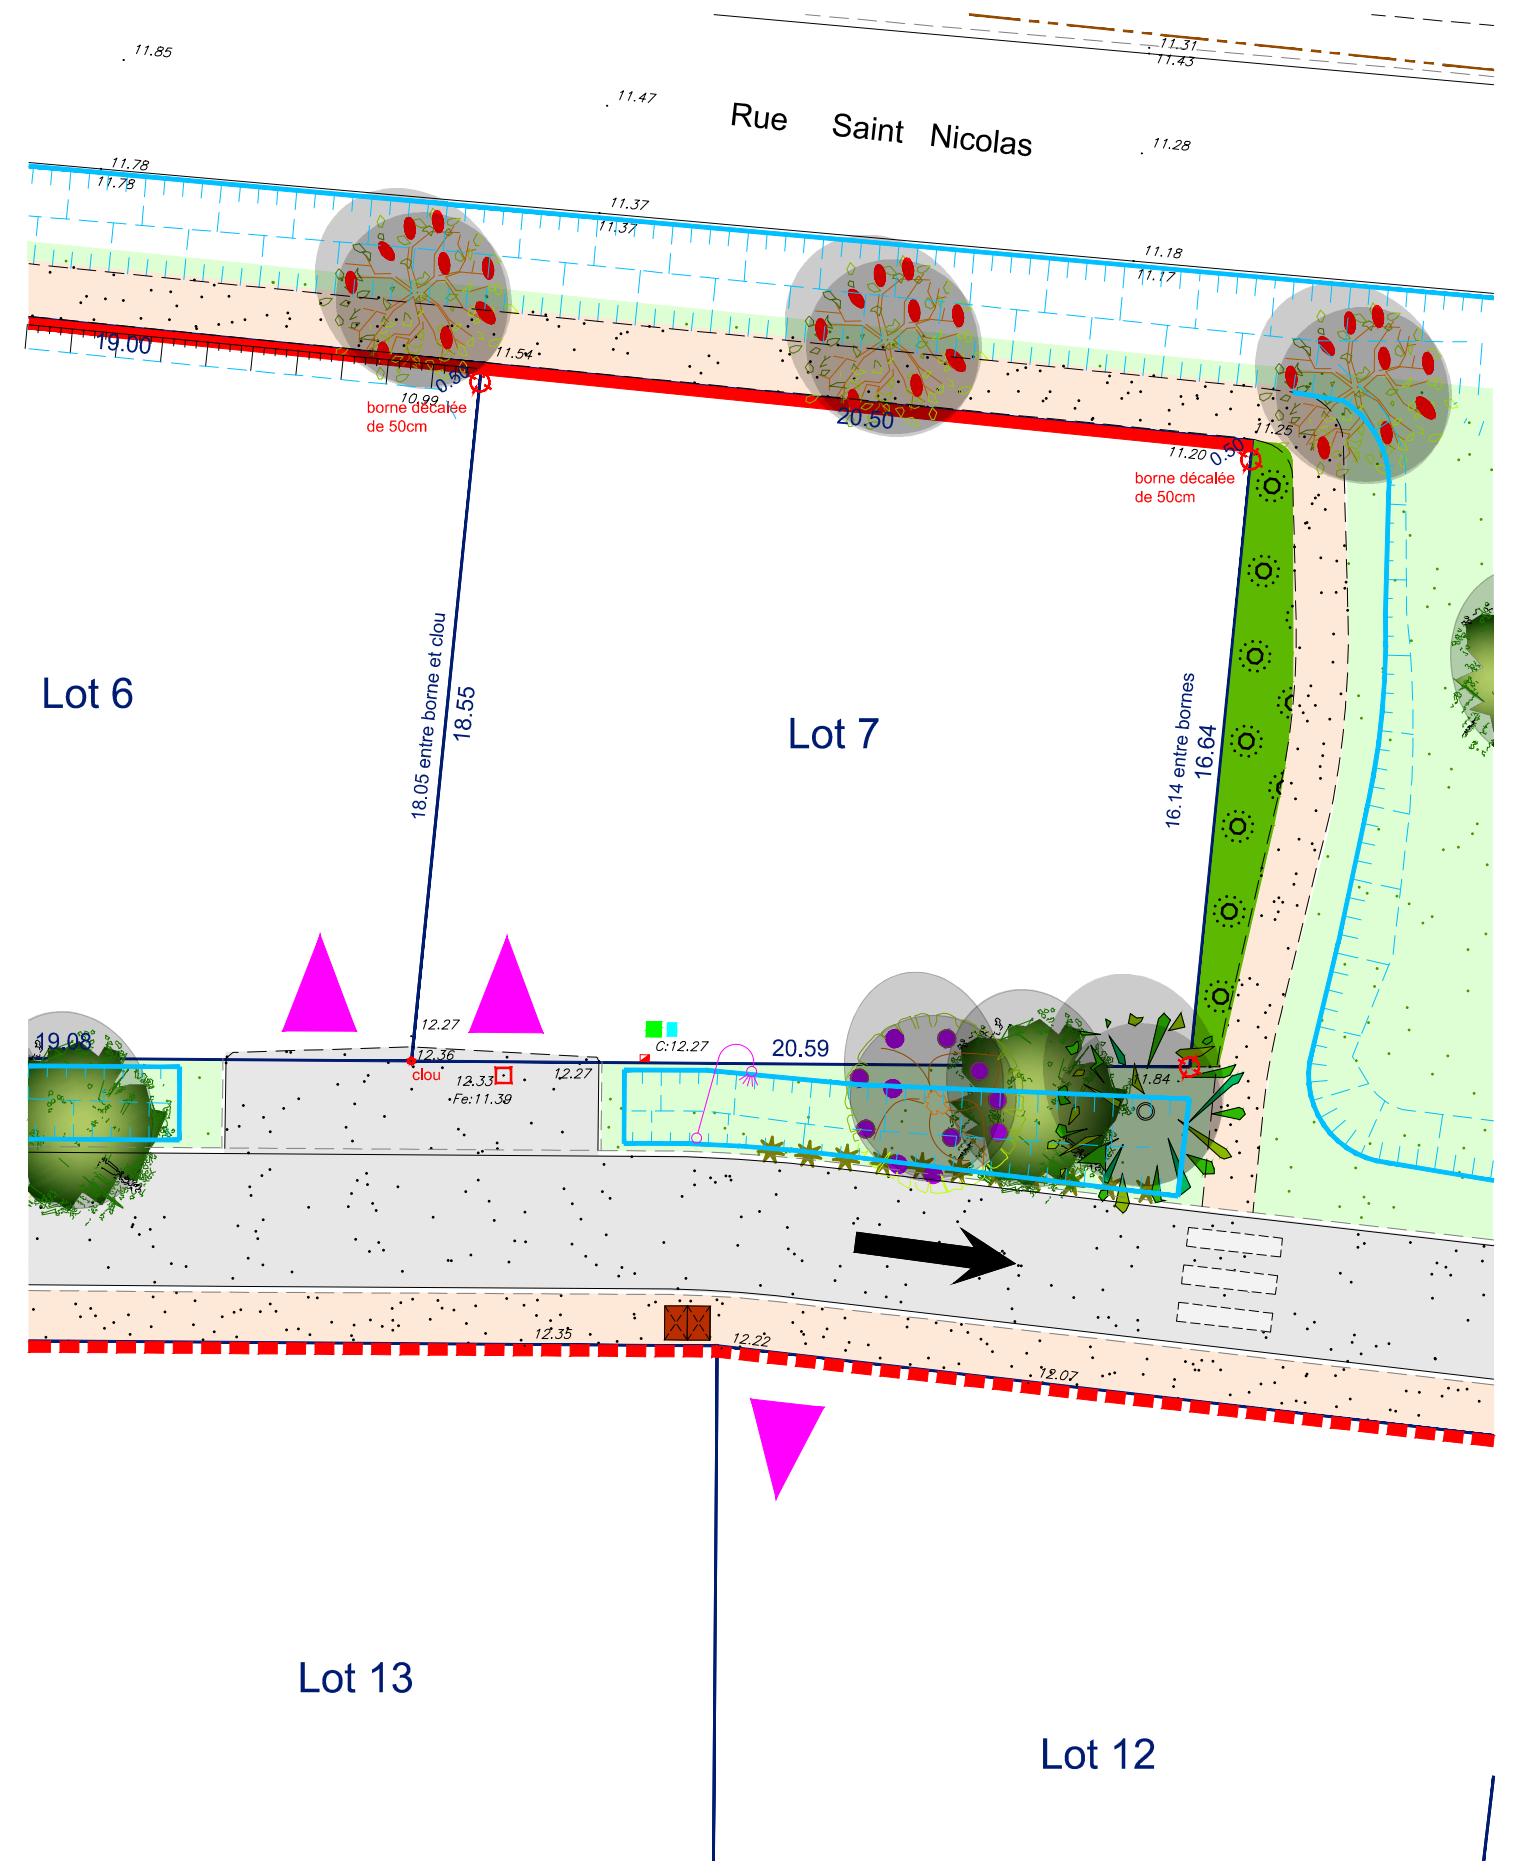 11.31
11.43
11.85
11.47
Rue Saint Nicolas
11.28
11.78
11.78
11.37
11.37
11.18
11.17
19.00
11.54
0.50
10.99
borne décalée
de 50cm
20.50
11.25
11.20
0.50
borne décalée
de 50cm
18.05 entre borne et clou
18.55
Lot 6
Lot 7
16.14 entre bornes
16.64
12.27
19.08
12.36
clou
12.33
Fe:11.39
12.27
C:12.27
20.59
11.84
12.35
12.22
12.07
Lot 13
Lot 12